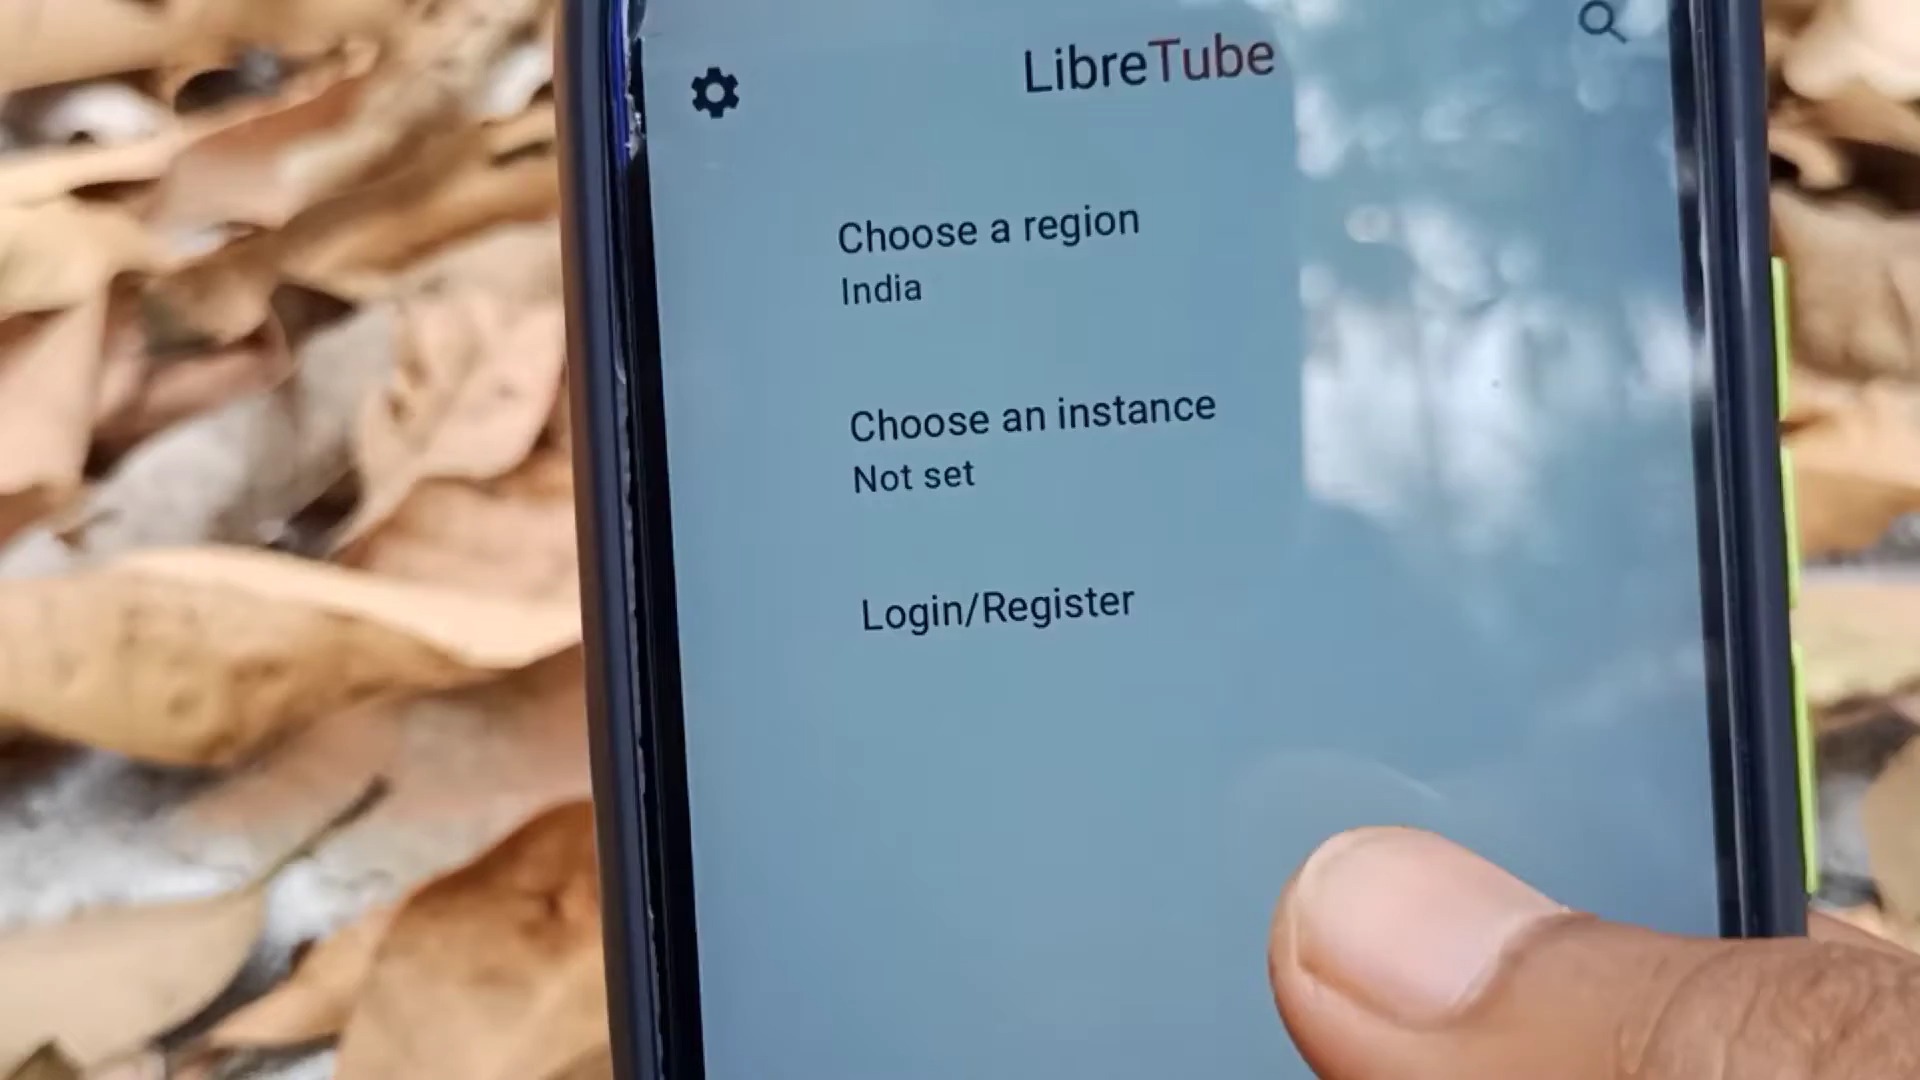 LibreTube
Choose a region
India
Choose an instance
Not set
Login/Register